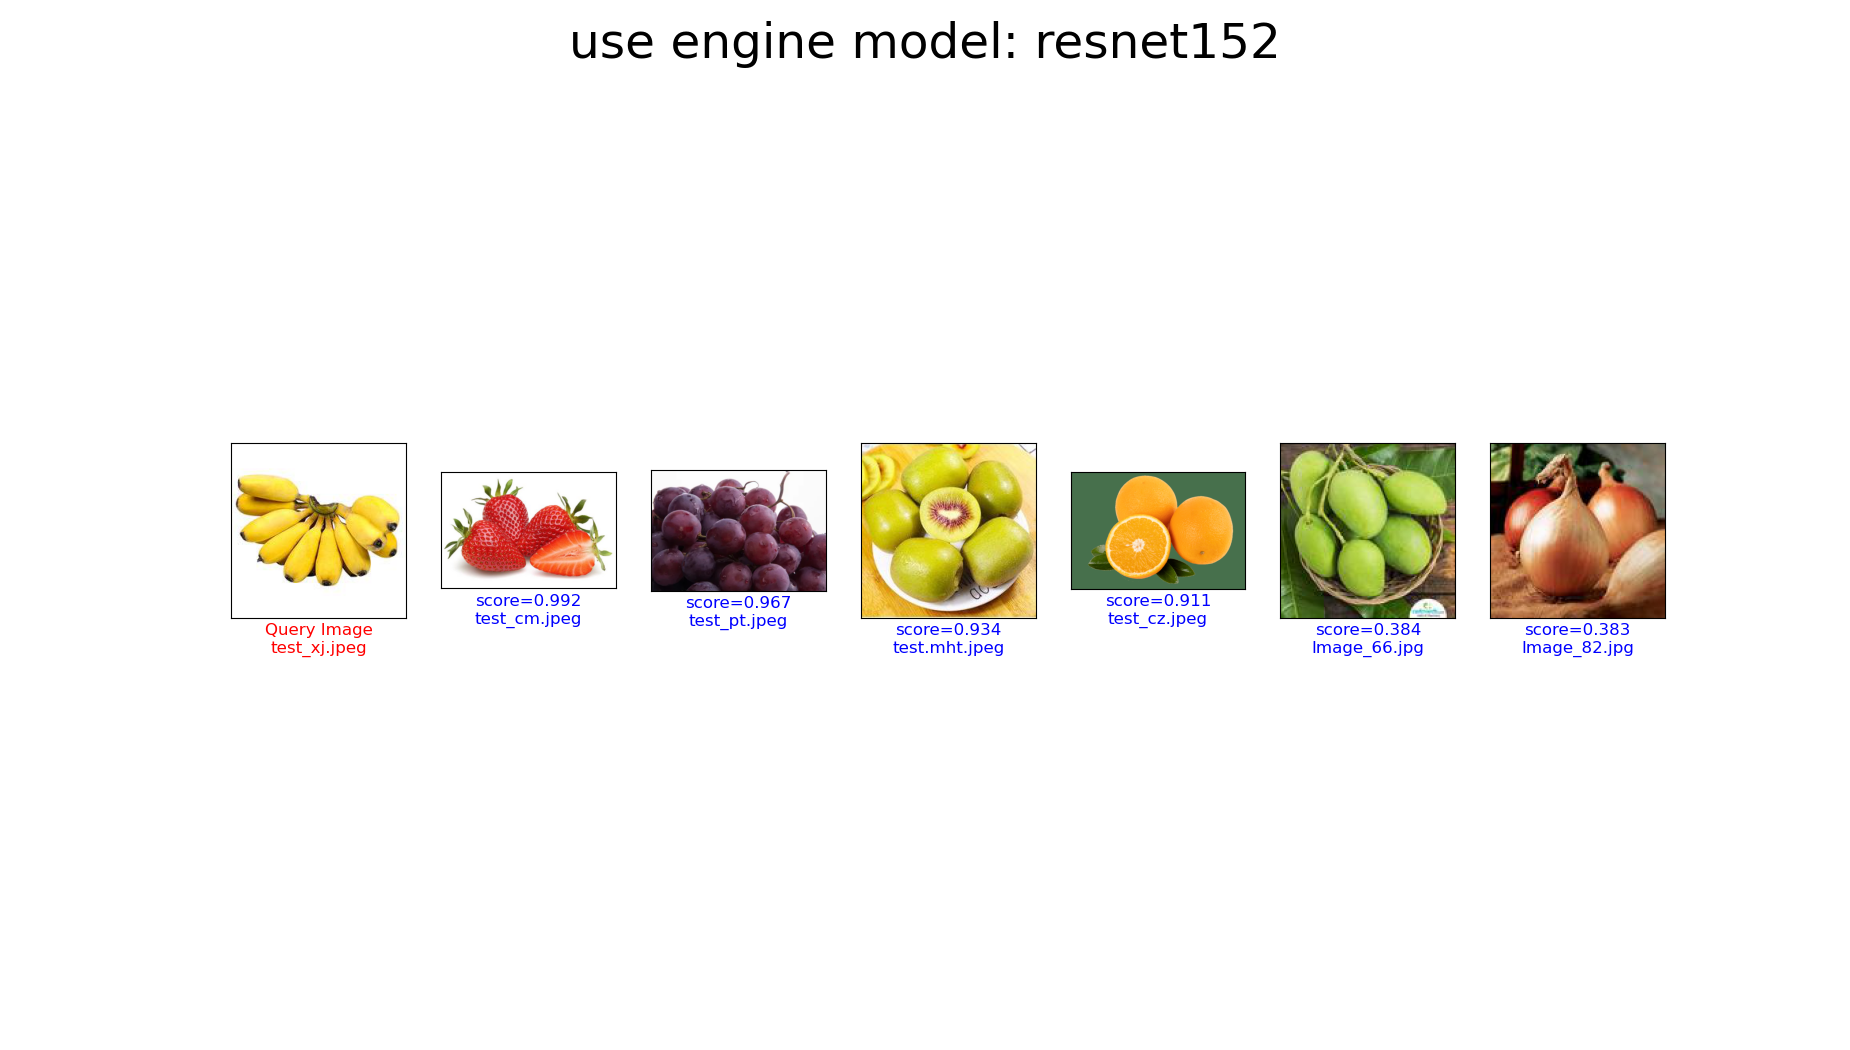 use engine model: resnet152
Query Image
test_xj.jpeg
score=0.992
test_cm.jpeg
score=0.967
test_pt.jpeg
score=0.934
test.mht.jpeg
score=0.911
test_cz.jpeg
score=0.384
Image_66.jpg
score=0.383
Image_82.jpg